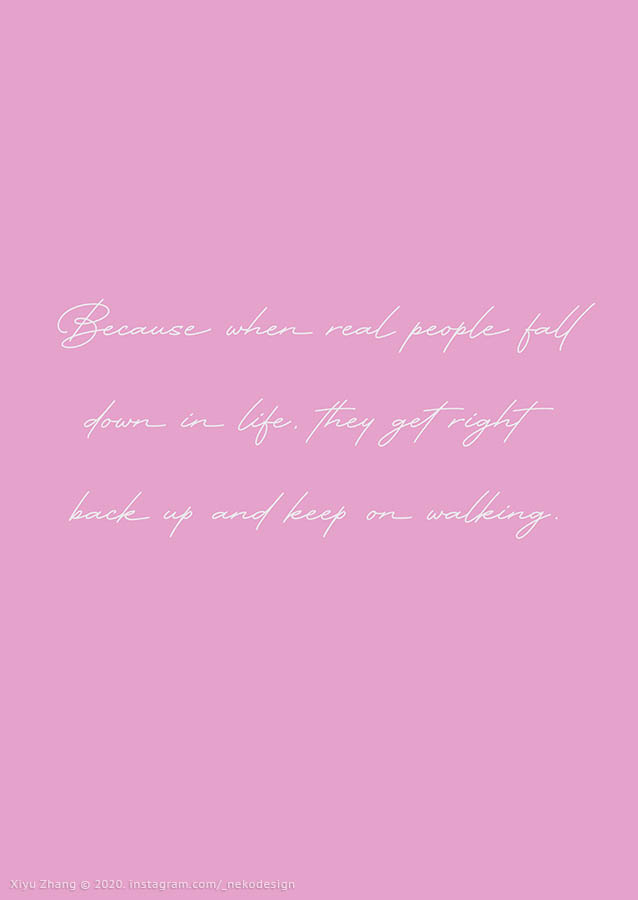 Because when real people fall
down in life, they get right
back up and keep on walking.
Xiyu Zhang © 2020. instagram.com/_nekodesign